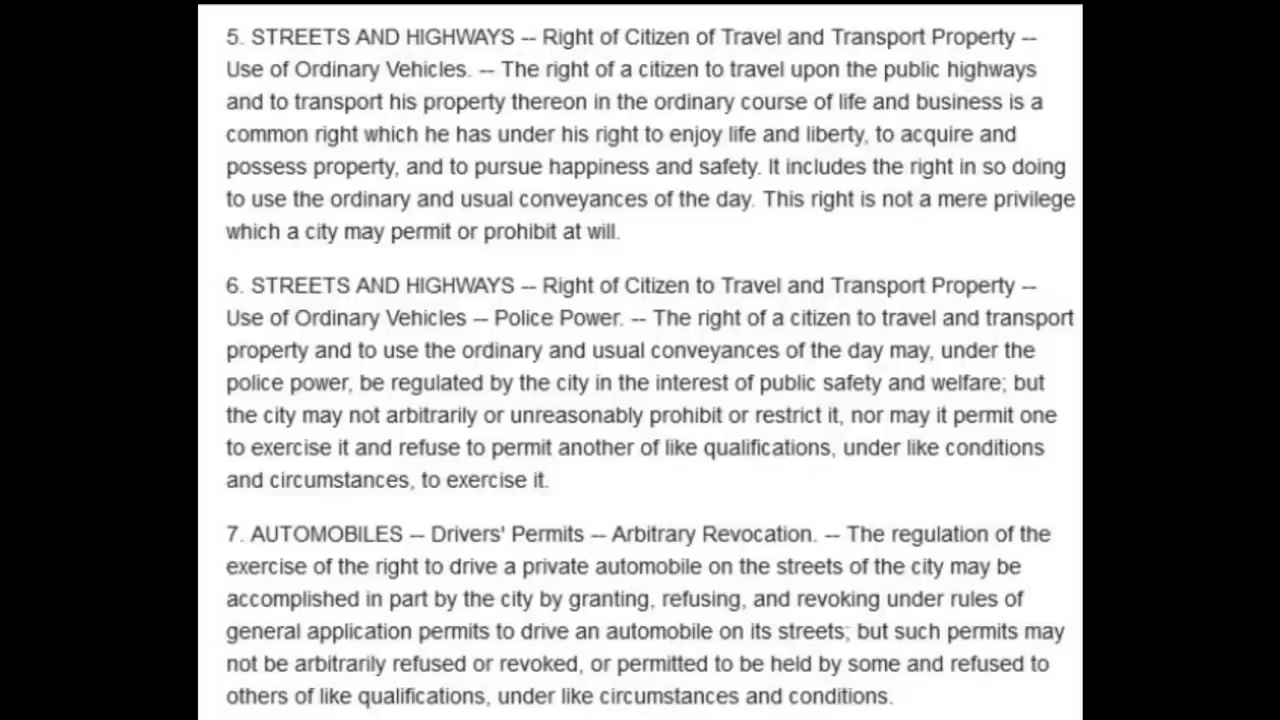 5. STREETS AND HIGHWAYS -- Right of Citizen of Travel and Transport Property --
Use of Ordinary Vehicles. -- The right of a citizen to travel upon the public highways
and to transport his property thereon in the ordinary course of life and business is a
common right which he has under his right to enjoy life and liberty, to acquire and
possess property, and to pursue happiness and safety. It includes the right in so doing
to use the ordinary and usual conveyances of the day. This right is not a mere privilege
which a city may permit or prohibit at will.
6. STREETS AND HIGHWAYS -- Right of Citizen to Travel and Transport Property --
Use of Ordinary Vehicles -- Police Power. -- The right of a citizen to travel and transport
property and to use the ordinary and usual conveyances of the day may, under the
police power, be regulated by the city in the interest of public safety and welfare; but
the city may not arbitrarily or unreasonably prohibit or restrict it, nor may it permit one
to exercise it and refuse to permit another of like qualifications, under like conditions
and circumstances, to exercise it.
7. AUTOMOBILES -- Drivers' Permits -- Arbitrary Revocation. -- The regulation of the
exercise of the right to drive a private automobile on the streets of the city may be
accomplished in part by the city by granting, refusing, and revoking under rules of
general application permits to drive an automobile on its streets; but such permits may
not be arbitrarily refused or revoked, or permitted to be held by some and refused to
others of like qualifications, under like circumstances and conditions.